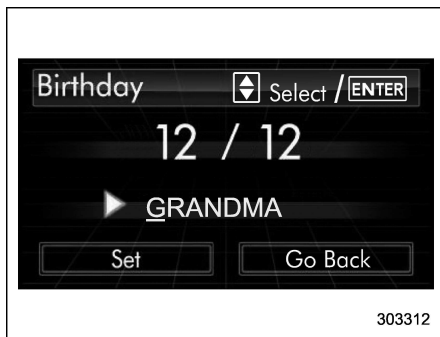 Birthday Select / ENTER
12 / 12
GRANDMA
Set Go Back
303312